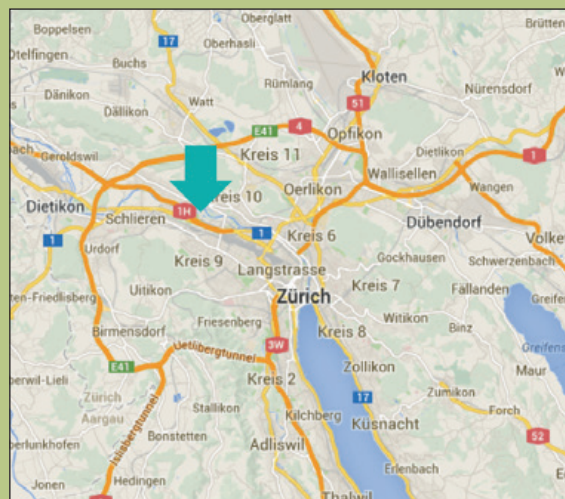 Boppelsen
Oberglatt
17
Oberhasli
Brütten
Otelfingen
Buchs
Kloten
Rümlang
Nürensdorf
Dänikon
Watt
51
Dällikon
4
E41
Opfikon
Dietlikon
1
Geroldswil
Kreis 11
Wallisellen
Oerlikon
Wangen
Kreis 10
Dietikon
1H
Schlieren
Dübendorf
1
1
Kreis 6
Urdorf
Gockhausen
Schwerzenbach
Kreis 9
Langstrasse
Kreis 7
Uitikon
Zürich
Fällanden
Friesenberg
Witikon
Birmensdorf
Kreis 8
Binz
Uetlibergtunnel
3W
Zollikon
Maur
E41
Kreis 2
17
Zürich
Aargau
Stallikon
Zumikon
Kilchberg
Forch
Küsnacht
Islisbergtunnel
Bonstetten
52
Adliswil
Erlenbach
Hedingen
Jonen
Thalwil